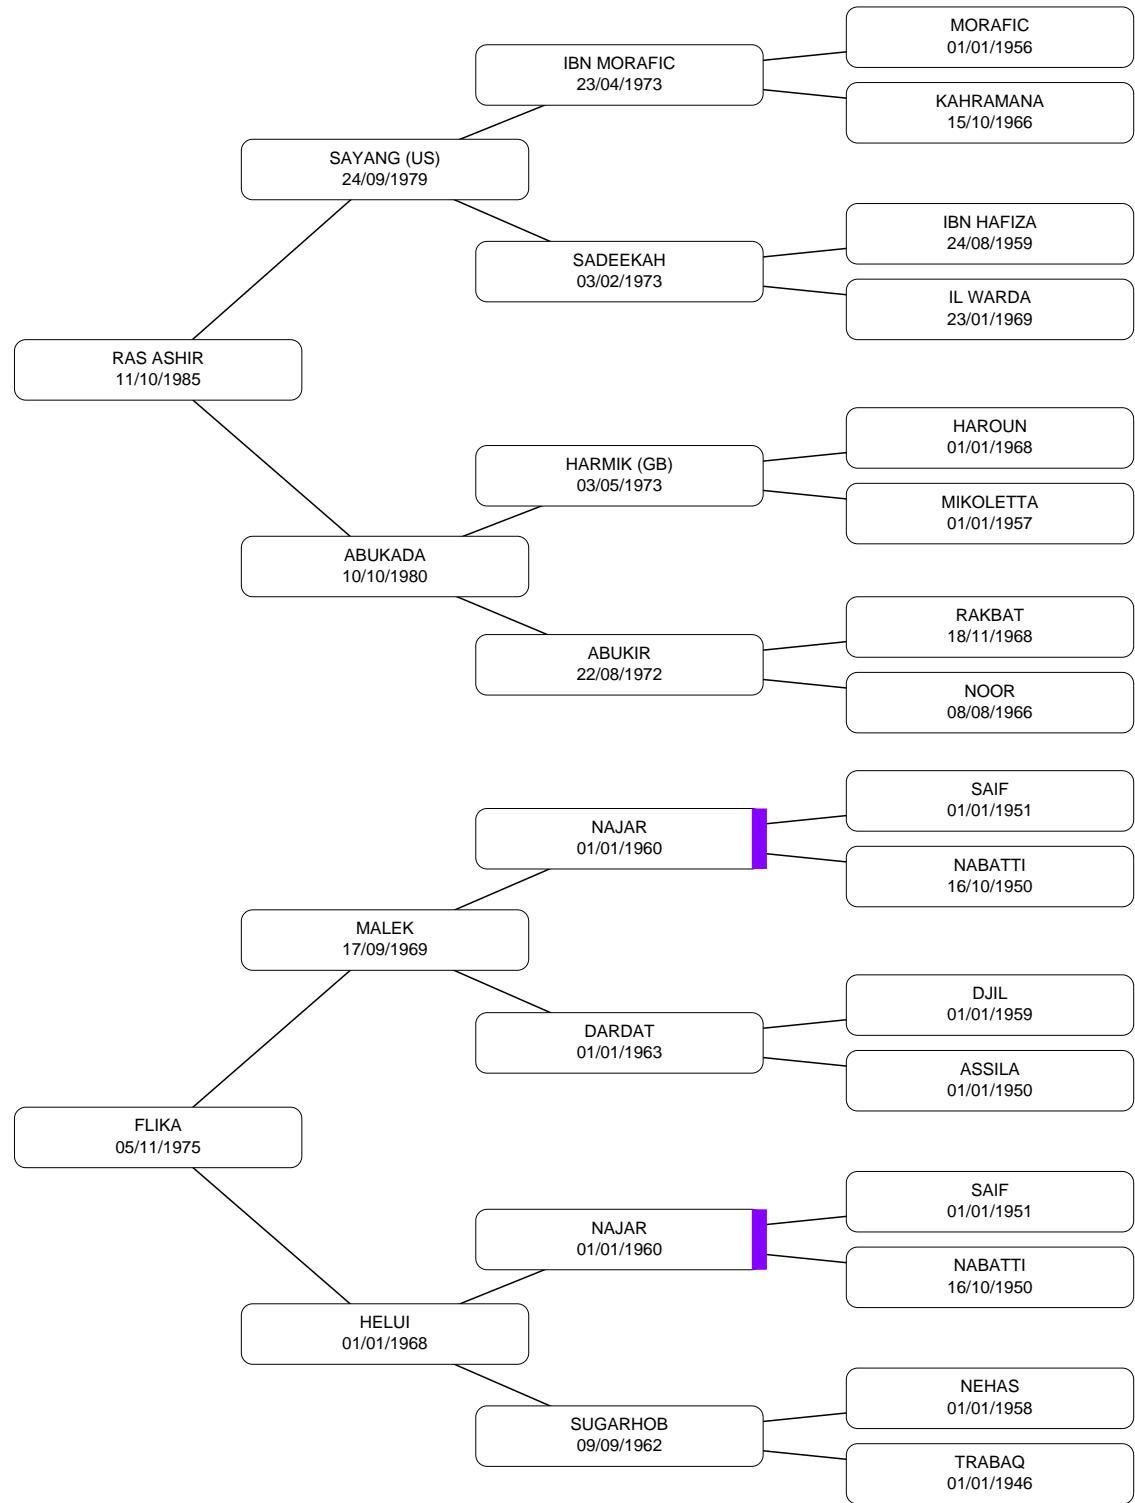 MORAFIC
01/01/1956
IBN MORAFIC
23/04/1973
KAHRAMANA
15/10/1966
SAYANG (US)
24/09/1979
IBN HAFIZA
24/08/1959
SADEEKAH
03/02/1973
IL WARDA
23/01/1969
RAS ASHIR
11/10/1985
HAROUN
01/01/1968
HARMIK (GB)
03/05/1973
MIKOLETTA
01/01/1957
ABUKADA
10/10/1980
RAKBAT
18/11/1968
ABUKIR
22/08/1972
NOOR
08/08/1966
SAIF
01/01/1951
NAJAR
01/01/1960
NABATTI
16/10/1950
MALEK
17/09/1969
DJIL
01/01/1959
DARDAT
01/01/1963
ASSILA
01/01/1950
FLIKA
05/11/1975
SAIF
01/01/1951
NAJAR
01/01/1960
NABATTI
16/10/1950
HELUI
01/01/1968
NEHAS
01/01/1958
SUGARHOB
09/09/1962
TRABAQ
01/01/1946